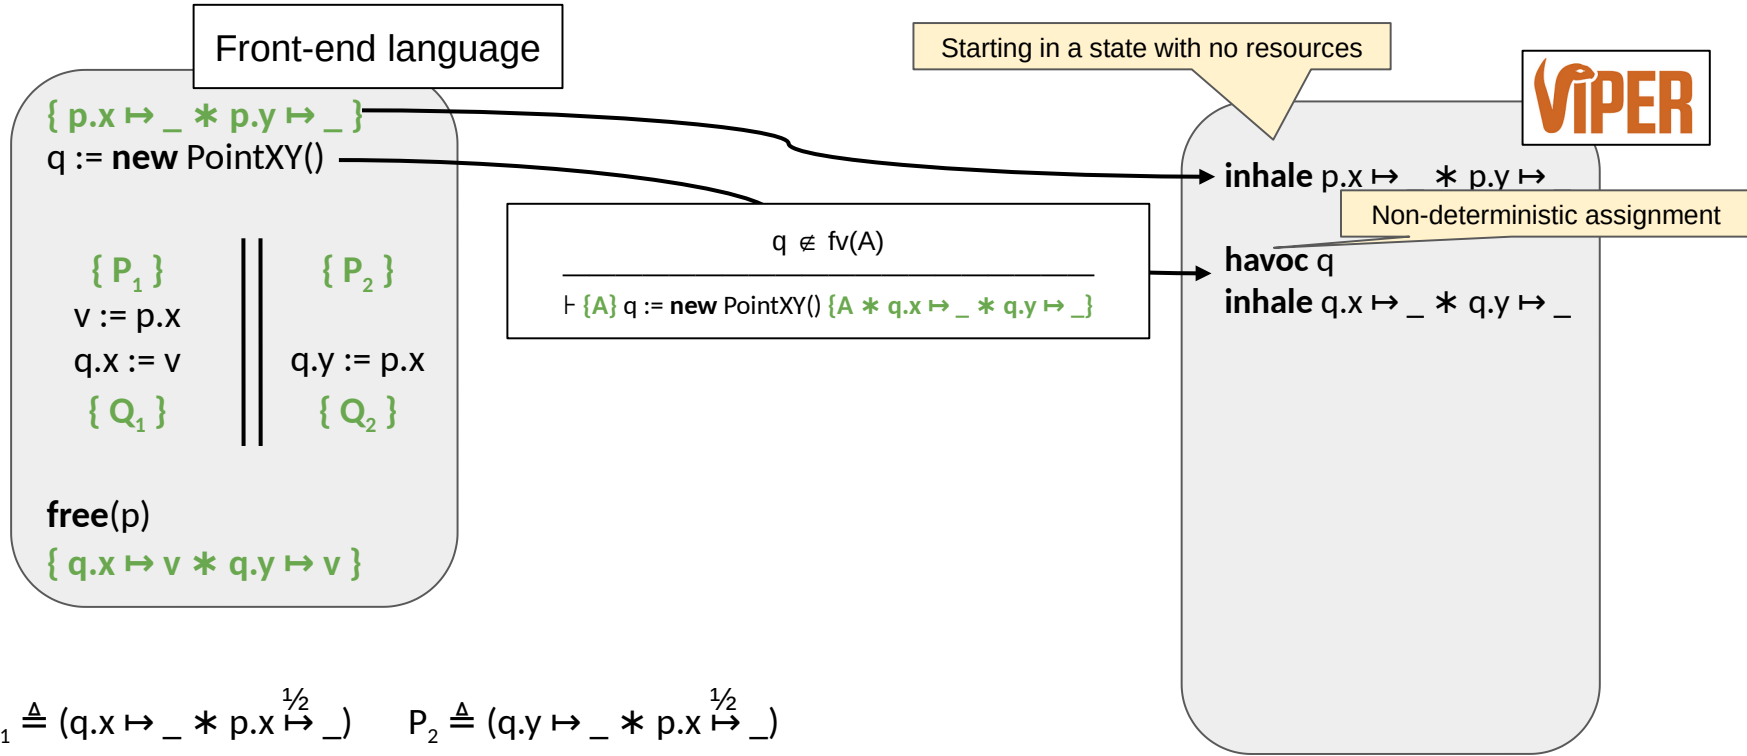 Front-end language
{ p.x ↦ _ ∗ p.y ↦ _ }
q := new PointXY()
{ P₁ }
{ P₂ }
v := p.x
q.x := v
q.y := p.x
{ Q₁ }
{ Q₂ }
free(p)
{ q.x ↦ v ∗ q.y ↦ v }
q ∉ fv(A)
⊦ {A} q := new PointXY() {A ∗ q.x ↦ _ ∗ q.y ↦ _}
Starting in a state with no resources
VIPER
inhale p.x ↦ _ ∗ p.y ↦ _
Non-deterministic assignment
havoc q
inhale q.x ↦ _ ∗ q.y ↦ _
₁ ≜ (q.x ↦ _ ∗ p.x ½↦ _)
P₂ ≜ (q.y ↦ _ ∗ p.x ½↦ _)